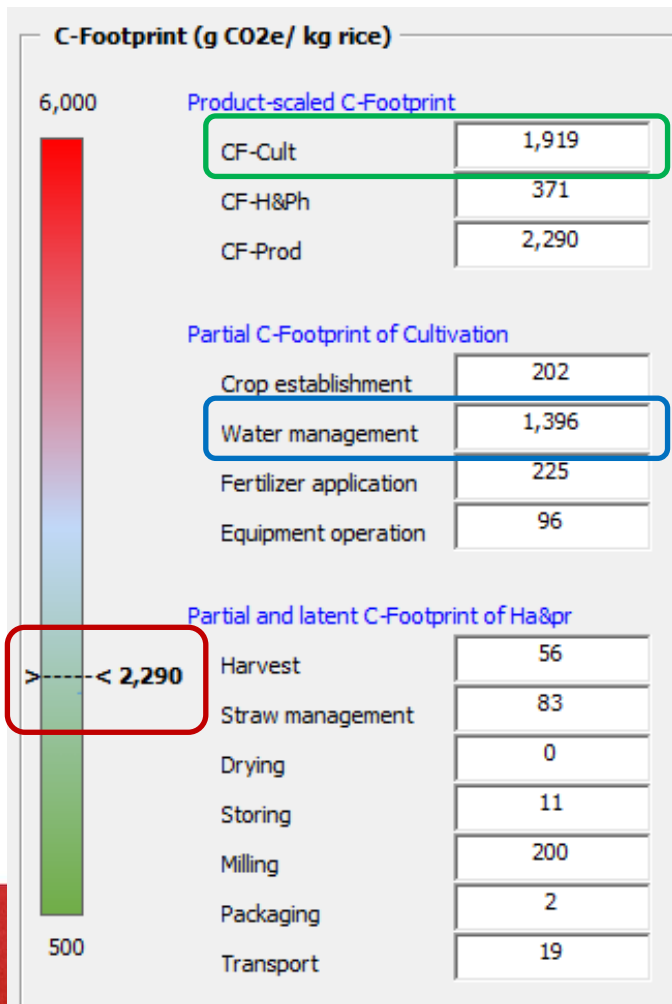 C-Footprint (g CO2e/ kg rice)
6,000
Product-scaled C-Footprint
CF-Cult 1,919
CF-H&Ph 371
CF-Prod 2,290
Partial C-Footprint of Cultivation
Crop establishment 202
Water management 1,396
Fertilizer application 225
Equipment operation 96
Partial and latent C-Footprint of Ha&pr
>-----< 2,290
Harvest 56
Straw management 83
Drying 0
Storing 11
Milling 200
Packaging 2
500
Transport 19